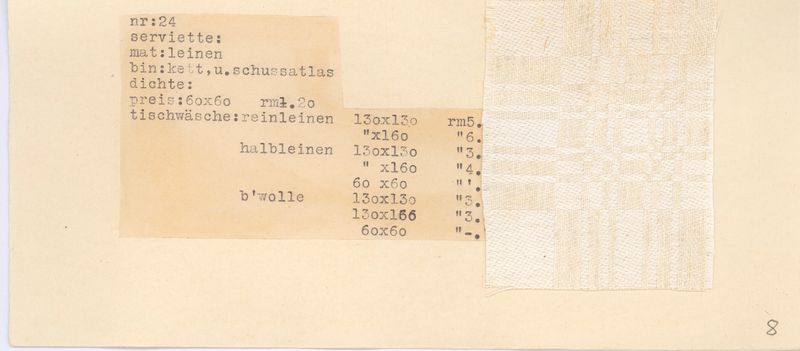 nr:24
serviette:
mat:leinen
bin:kett,u.schussatlas
dichte:
preis:60x60 rm1.20
tischwäsche:reinleinen 130x130 rm5.
"x160 "6.
halbleinen 130x130 "3.
" x160 "4.
60 x60 "'.
b'wolle 130x130 "3.
130x166 "3.
60x60 "-.
8